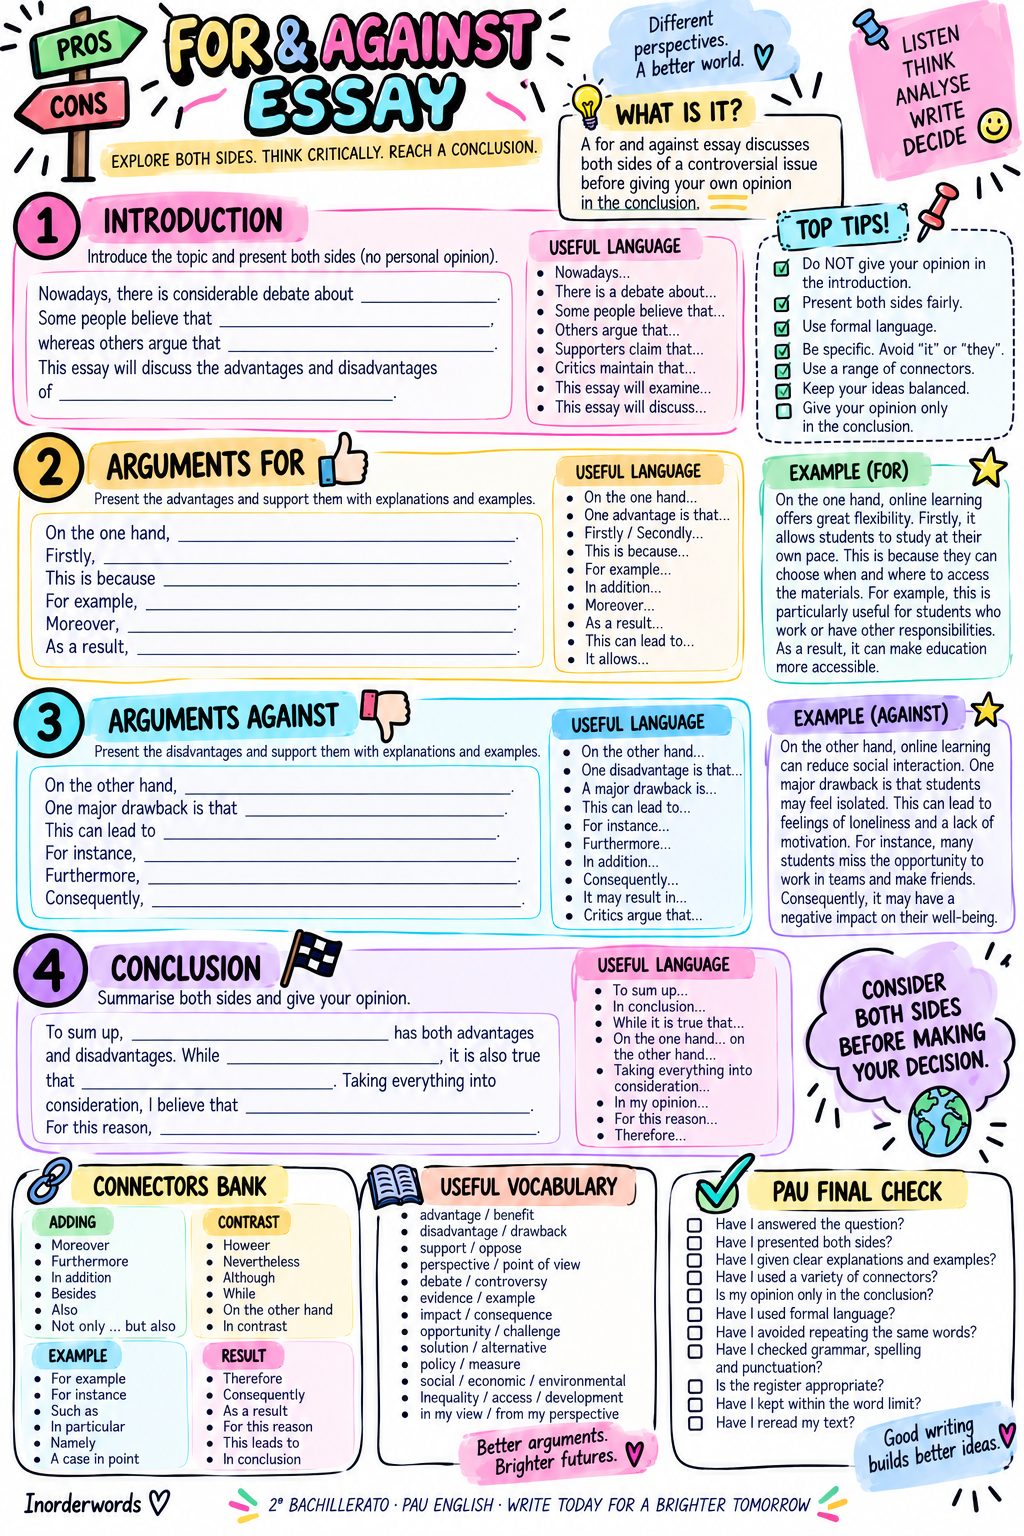 PROS
CONS
FOR & AGAINST
ESSAY
EXPLORE BOTH SIDES. THINK CRITICALLY. REACH A CONCLUSION.
Different
perspectives.
A better world.
WHAT IS IT?
A for and against essay discusses
both sides of a controversial issue
before giving your own opinion
in the conclusion.
LISTEN
THINK
ANALYSE
WRITE
DECIDE
1 INTRODUCTION
Introduce the topic and present both sides (no personal opinion).
Nowadays, there is considerable debate about ____________.
Some people believe that ____________,
whereas others argue that ____________.
This essay will discuss the advantages and disadvantages
of ____________.
USEFUL LANGUAGE
• Nowadays...
• There is a debate about...
• Some people believe that...
• Others argue that...
• Supporters claim that...
• Critics maintain that...
• This essay will examine...
• This essay will discuss...
TOP TIPS!
Do NOT give your opinion in
the introduction.
Present both sides fairly.
Use formal language.
Be specific. Avoid "it" or "they".
Use a range of connectors.
Keep your ideas balanced.
Give your opinion only
in the conclusion.
2 ARGUMENTS FOR
Present the advantages and support them with explanations and examples.
On the one hand, ____________.
Firstly, ____________.
This is because ____________.
For example, ____________.
Moreover, ____________.
As a result, ____________.
USEFUL LANGUAGE
• On the one hand...
• One advantage is that...
• Firstly / Secondly...
• This is because...
• For example...
• In addition...
• Moreover...
• As a result...
• This can lead to...
• It allows...
EXAMPLE (FOR)
On the one hand, online learning
offers great flexibility. Firstly, it
allows students to study at their
own pace. This is because they can
choose when and where to access
the materials. For example, this is
particularly useful for students who
work or have other responsibilities.
As a result, it can make education
more accessible.
3 ARGUMENTS AGAINST
Present the disdvantages and support them with explanations and examples.
On the other hand, ____________.
One major drawback is that ____________.
This can lead to ____________.
For instance, ____________.
Furthermore, ____________.
Consequently, ____________.
USEFUL LANGUAGE
• On the other hand...
• One disadvantage is that...
• A major drawback is...
• This can lead to...
• For instance...
• Furthermore...
• In addition...
• Consequently...
• It may result in...
• Critics argue that...
EXAMPLE (AGAINST)
On the other hand, online learning
can reduce social interaction. One
major drawback is that students
may feel isolated. This can lead to
feelings of loneliness and a lack of
motivation. For instance, many
students miss the opportunity to
work in teams and make friends.
Consequently, it may have a
negative impact on their well-being.
4 CONCLUSION
Summarise both sides and give your opinion.
To sum up, ____________ has both advantages
and disadvantages. While ____________, it is also true
that ____________. Taking everything into
consideration, I believe that ____________.
For this reason, ____________.
USEFUL LANGUAGE
• To sum up...
• In conclusion...
• While it is true that...
• On the one hand... on
the other hand...
• Taking everything into
consideration...
• In my opinion...
• For this reason...
• Therefore...
CONSIDER
BOTH SIDES
BEFORE MAKING
YOUR DECISION.
CONNECTORS BANK
ADDING
• Moreover
• Furthermore
• In addition
• Besides
• Also
• Not only ... but also
CONTRAST
• Howeer
• Nevertheless
• Although
• While
• On the other hand
• In contrast
EXAMPLE
• For example
• For instance
• Such as
• In particular
• Namely
• A case in point
RESULT
• Therefore
• Consequently
• As a result
• For this reason
• This leads to
• In conclusion
USEFUL VOCABULARY
• advantage / benefit
• disadvantage / drawback
• support / oppose
• perspective / point of view
• debate / controversy
• evidence / example
• impact / consequence
• opportunity / challenge
• solution / alternative
• policy / measure
• social / economic / environmental
• Inequality / access / development
• in my view / from my perspective
Better arguments.
Brighter futures.
PAU FINAL CHECK
Have I answered the question?
Have I presented both sides?
Have I given clear explanations and examples?
Have I used a variety of connectors?
Is my opinion only in the conclusion?
Have I used formal language?
Have I avoided repeating the same words?
Have I checked grammar, spelling
and punctuation?
Is the register appropriate?
Have I kept within the word limit?
Have I reread my text?
Good writing
builds better ideas.
Inorderwords
2º BACHILLERATO · PAU ENGLISH · WRITE TODAY FOR A BRIGHTER TOMORROW